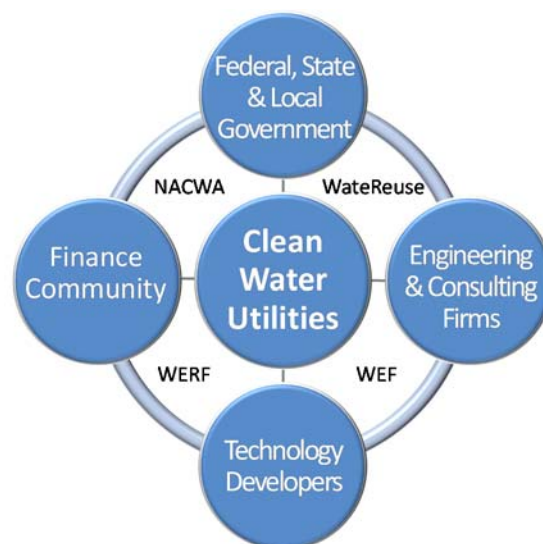 Federal, State
& Local
Government
NACWA
WateReuse
Finance
Community
Clean
Water
Utilities
Engineering
& Consulting
Firms
WERF
WEF
Technology
Developers